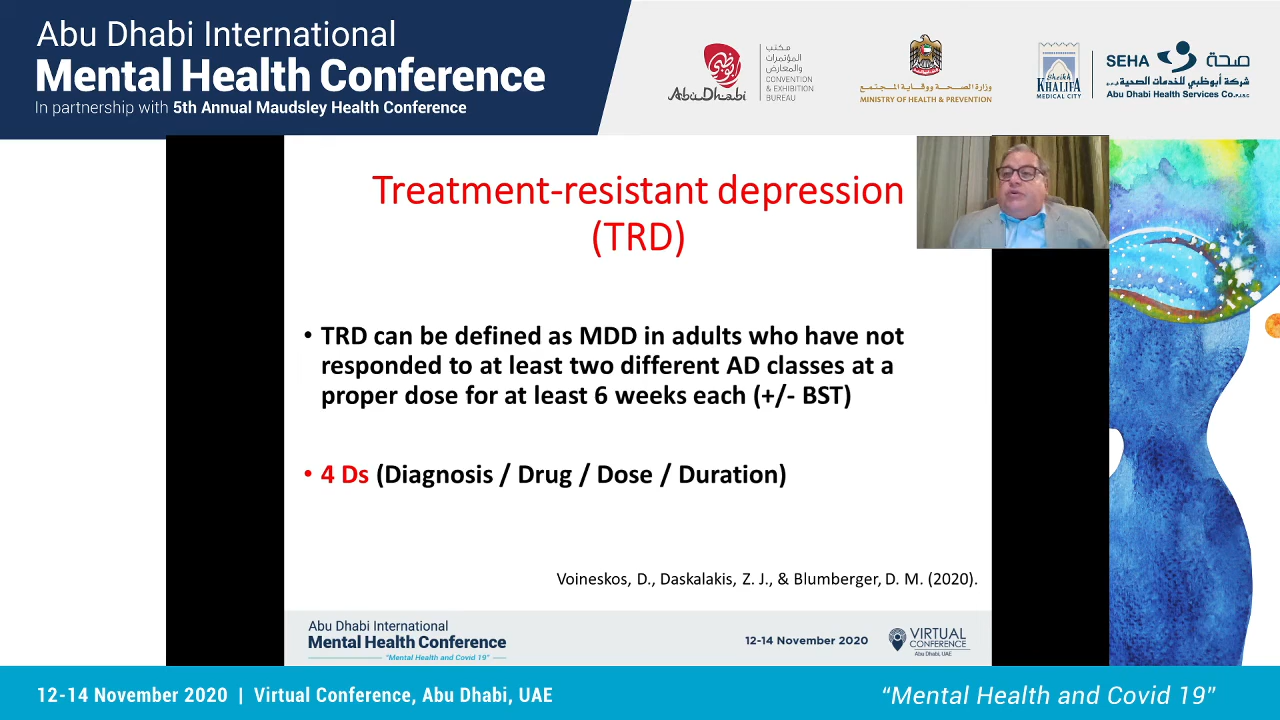 Abu Dhabi International
Mental Health Conference
In partnership with 5th Annual Maudsley Health Conference
AbuDhabi
أبوظبي
مكتب
المؤتمرات
والمعارض
CONVENTION
& EXHIBITION
BUREAU
وزارة الصحة ووقاية المجتمع
MINISTRY OF HEALTH & PREVENTION
Sheikh
KHALIFA
MEDICAL CITY
SEHA صحة
شركة أبوظبي للخدمات الصحية ش.م.ع
Abu Dhabi Health Services Co. PJSC
Treatment-resistant depression
(TRD)
• TRD can be defined as MDD in adults who have not
responded to at least two different AD classes at a
proper dose for at least 6 weeks each (+/- BST)
• 4 Ds (Diagnosis / Drug / Dose / Duration)
Voineskos, D., Daskalakis, Z. J., & Blumberger, D. M. (2020).
Abu Dhabi International
Mental Health Conference
"Mental Health and Covid 19"
12-14 November 2020
VIRTUAL
CONFERENCE
Abu Dhabi, UAE
12-14 November 2020 | Virtual Conference, Abu Dhabi, UAE
“Mental Health and Covid 19”